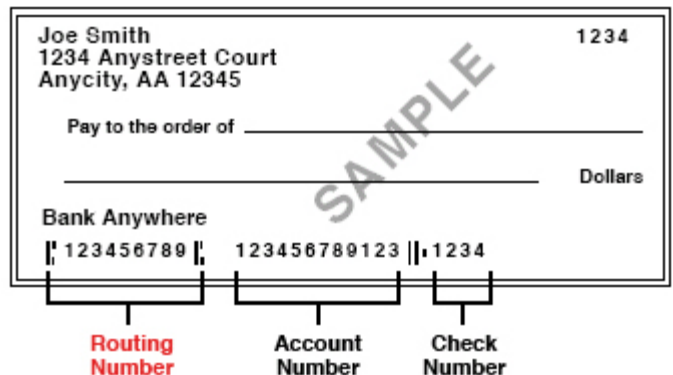 Joe Smith 1234
1234 Anystreet Court
Anycity, AA 12345
Pay to the order of
Dollars
SAMPLE
Bank Anywhere
123456789 123456789123 1234
Routing Account Check
Number Number Number